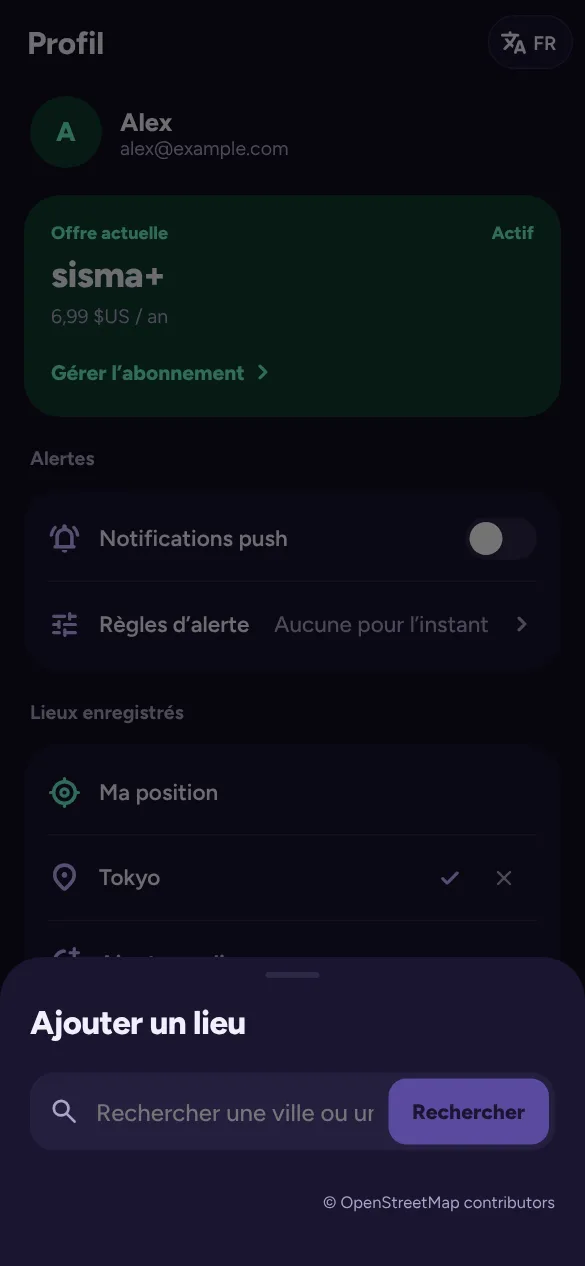 Profil
FR
A
Alex
alex@example.com
Offre actuelle
Actif
sisma+
6,99 $US / an
Gérer l’abonnement
Alertes
Notifications push
Règles d’alerte
Aucune pour l’instant
Lieux enregistrés
Ma position
Tokyo
Ajouter un lieu
Rechercher une ville ou
Rechercher
© OpenStreetMap contributors